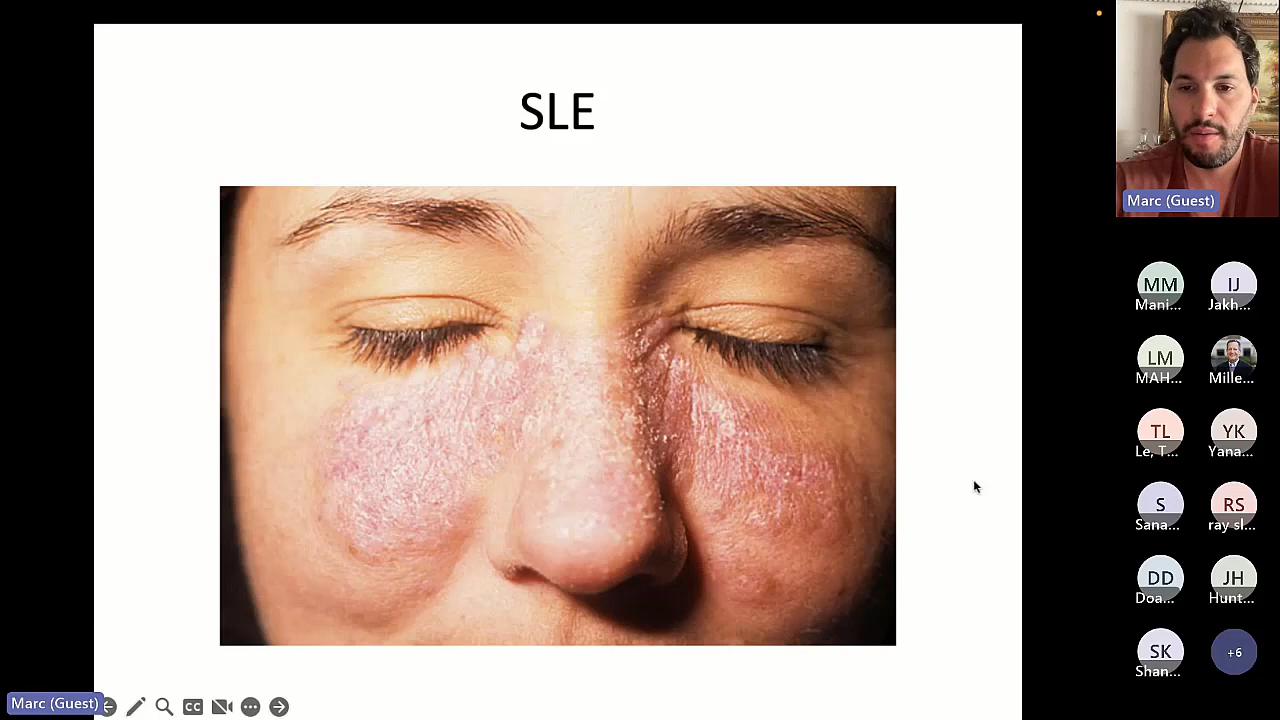 SLE
Marc (Guest)
MM
IJ
Mani...
Jakh...
LM
MAH...
Mille...
TL
YK
Le, T...
Yana...
S
RS
Sana...
ray sl...
DD
JH
Doa...
Hunt...
SK
+6
Shan...
Marc (Guest)
CC